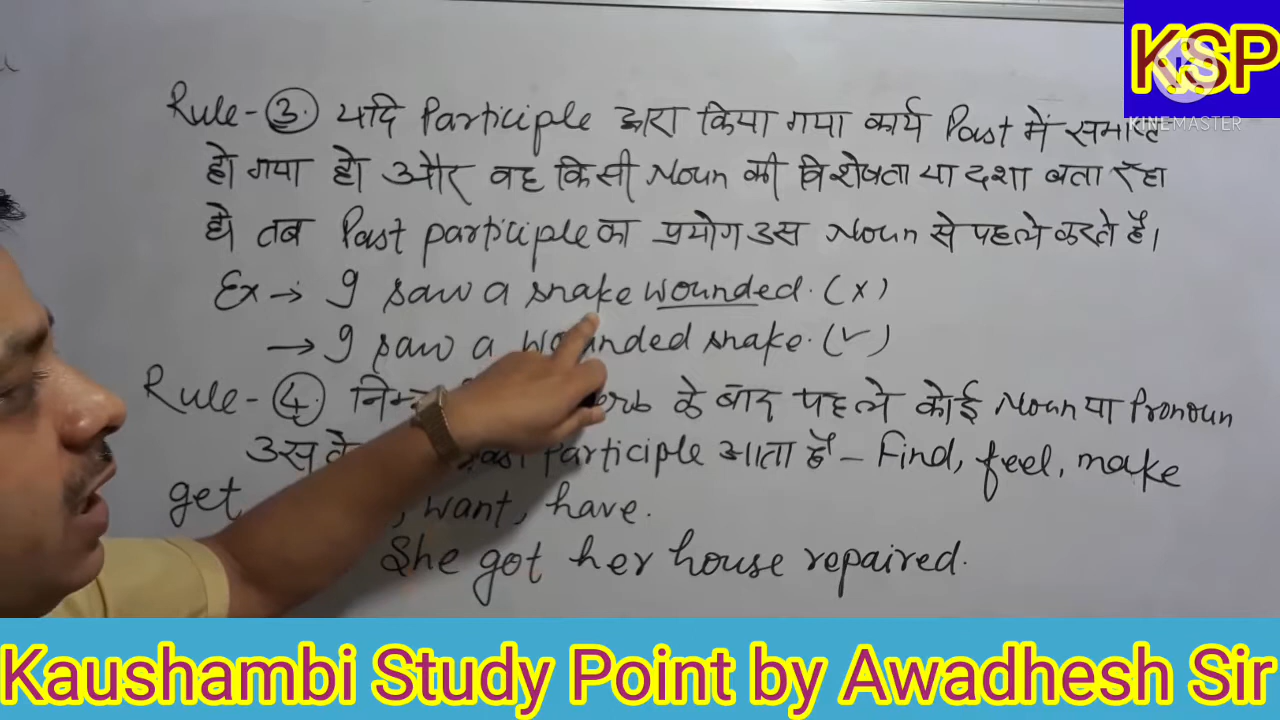 KSP
KINEMASTER
Rule-③. यदि Participle द्वारा किया गया कार्य Past में समाप्त
हो गया हो और वह किसी Noun की विशेषता या दशा बता रहा
हो तब Past participle का प्रयोग उस Noun से पहले करते हैं।
Ex → I saw a snake wounded. (×)
→ I saw a wounded snake. (✓)
Rule-④ के बाद पहले कोई Noun या Pronoun
participle आता है – Find, feel, make
get , want, have.
She got her house repaired.
Kaushambi Study Point by Awadhesh Sir